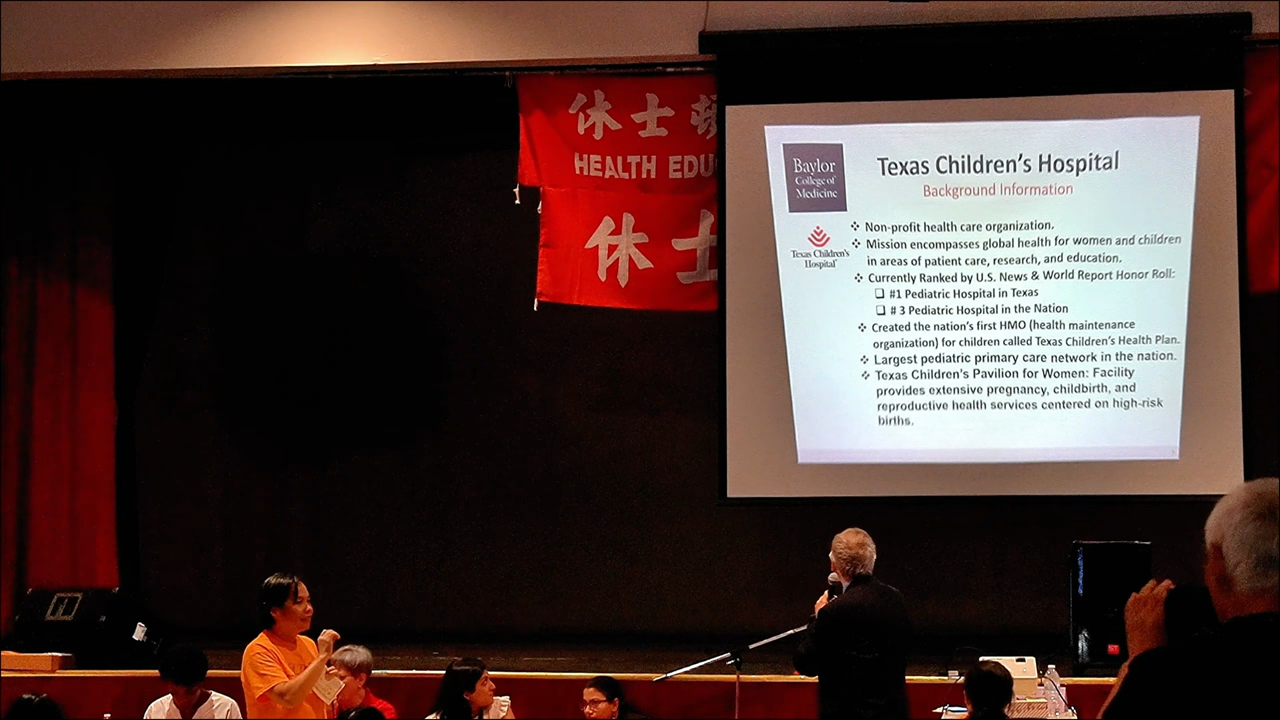 休士頓
HEALTH EDU
休士
Baylor
College of
Medicine
Texas Children's
Hospital
Texas Children's Hospital
Background Information
❖ Non-profit health care organization.
❖ Mission encompasses global health for women and children
in areas of patient care, research, and education.
❖ Currently Ranked by U.S. News & World Report Honor Roll:
❑ #1 Pediatric Hospital in Texas
❑ # 3 Pediatric Hospital in the Nation
❖ Created the nation's first HMO (health maintenance
organization) for children called Texas Children's Health Plan.
❖ Largest pediatric primary care network in the nation.
❖ Texas Children's Pavilion for Women: Facility
provides extensive pregnancy, childbirth, and
reproductive health services centered on high-risk
births.